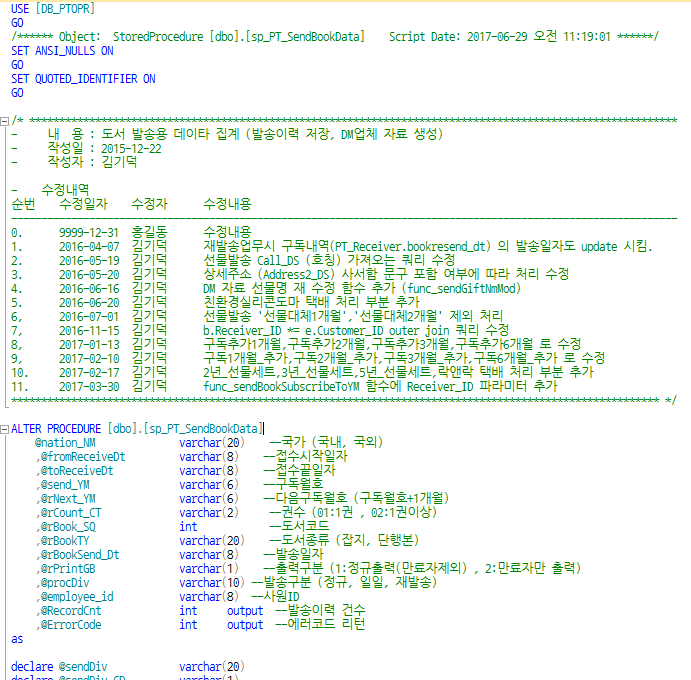 USE [DB_PTOPR]
GO
/****** Object:  StoredProcedure [dbo].[sp_PT_SendBookData]    Script Date: 2017-06-29 오전 11:19:01 ******/
SET ANSI_NULLS ON
GO
SET QUOTED_IDENTIFIER ON
GO
/* ************************************************************************************************************
-    내  용 : 도서 발송용 데이타 집계 (발송이력 저장, DM업체 자료 생성)
-    작성일 : 2015-12-22
-    작성자 : 김기덕
-    수정내역
순번    수정일자    수정자    수정내용
---------------------------------------------------------------------------------------------------------------
0.    9999-12-31    홍길동    수정내용
1.    2016-04-07    김기덕    재발송업무시 구독내역(PT_Receiver.bookresend_dt) 의 발송일자도 update 시킴.
2.    2016-05-19    김기덕    선물발송 Call_DS (호칭) 가져오는 쿼리 수정
3.    2016-05-20    김기덕    상세주소 (Address2_DS) 사서함 문구 포함 여부에 따라 처리 수정
4.    2016-06-16    김기덕    DM 자료 선물명 재 수정 함수 추가 (func_sendGiftNmMod)
5.    2016-06-20    김기덕    친환경실리콘도마 택배 처리 부분 추가
6,    2016-07-01    김기덕    선물발송 '선물대체1개월','선물대체2개월' 제외 처리
7,    2016-11-15    김기덕    b.Receiver_ID *= e.Customer_ID outer join 쿼리 수정
8,    2017-01-13    김기덕    구독추가1개월,구독추가2개월,구독추가3개월,구독추가6개월 로 수정
9,    2017-02-10    김기덕    구독1개월_추가,구독2개월_추가,구독3개월_추가,구독6개월_추가 로 수정
10.    2017-02-17    김기덕    2년_선물세트,3년_선물세트,5년_선물세트,락앤락 택배 처리 부분 추가
11.    2017-03-30    김기덕    func_sendBookSubscribeToYM 함수에 Receiver_ID 파라미터 추가
************************************************************************************************************ */
ALTER PROCEDURE [dbo].[sp_PT_SendBookData]
@nation_NM    varchar(20)    --국가 (국내, 국외)
,@fromReceiveDt    varchar(8)    --접수시작일자
,@toReceiveDt    varchar(8)    --접수끝일자
,@send_YM    varchar(6)    --구독월호
,@rNext_YM    varchar(6)    --다음구독월호 (구독월호+1개월)
,@rCount_CT    varchar(2)    --권수 (01:1권 , 02:1권이상)
,@rBook_SQ    int    --도서코드
,@rBookTY    varchar(20)    --도서종류 (잡지, 단행본)
,@rBookSend_Dt    varchar(8)    --발송일자
,@rPrintGB    varchar(1)    --출력구분 (1:정규출력(만료자제외) , 2:만료자만 출력)
,@procDiv    varchar(10) --발송구분 (정규, 일일, 재발송)
,@employee_id    varchar(8)  --사원ID
,@RecordCnt    int    output  --발송이력 건수
,@ErrorCode    int    output  --에러코드 리턴
as
declare @sendDiv    varchar(20)
declare @sendDiv_CD    varchar(1)